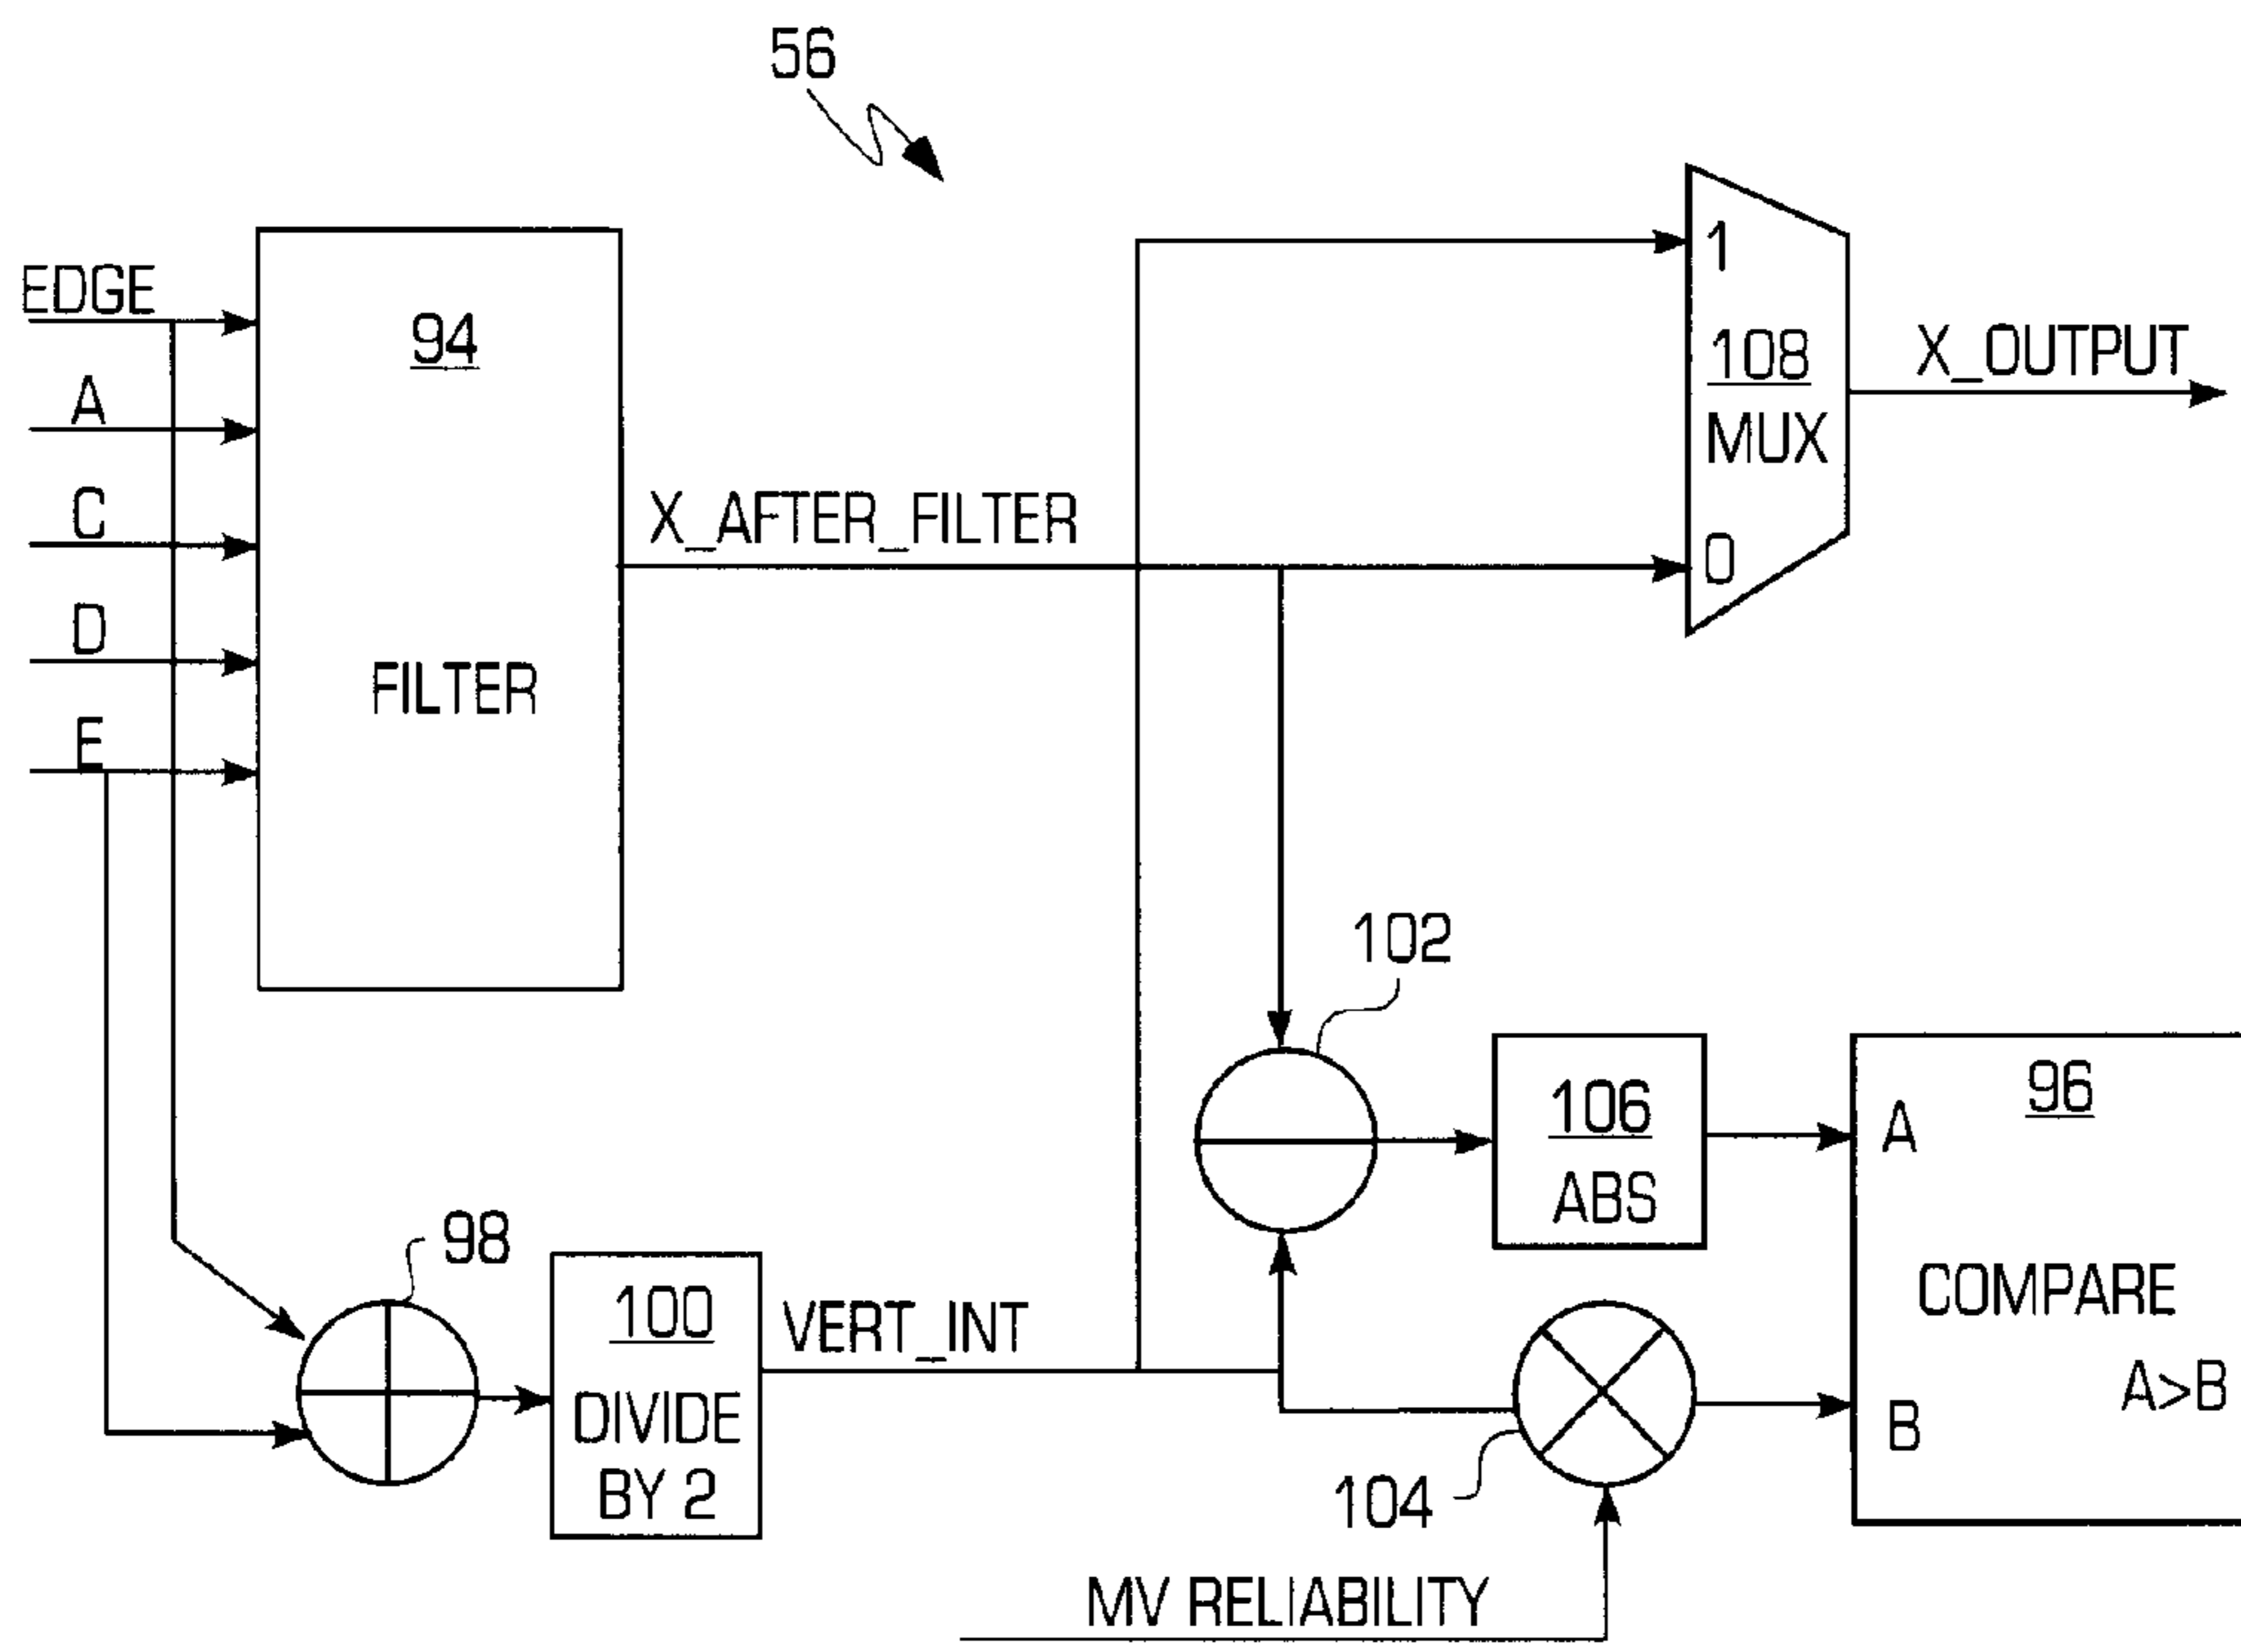 56
EDGE
A
C
D
E
94
FILTER
X_AFTER_FILTER
1
108
MUX
0
X_OUTPUT
102
106
ABS
96
A
COMPARE
A>B
B
98
100
DIVIDE
BY 2
VERT_INT
104
MV RELIABILITY